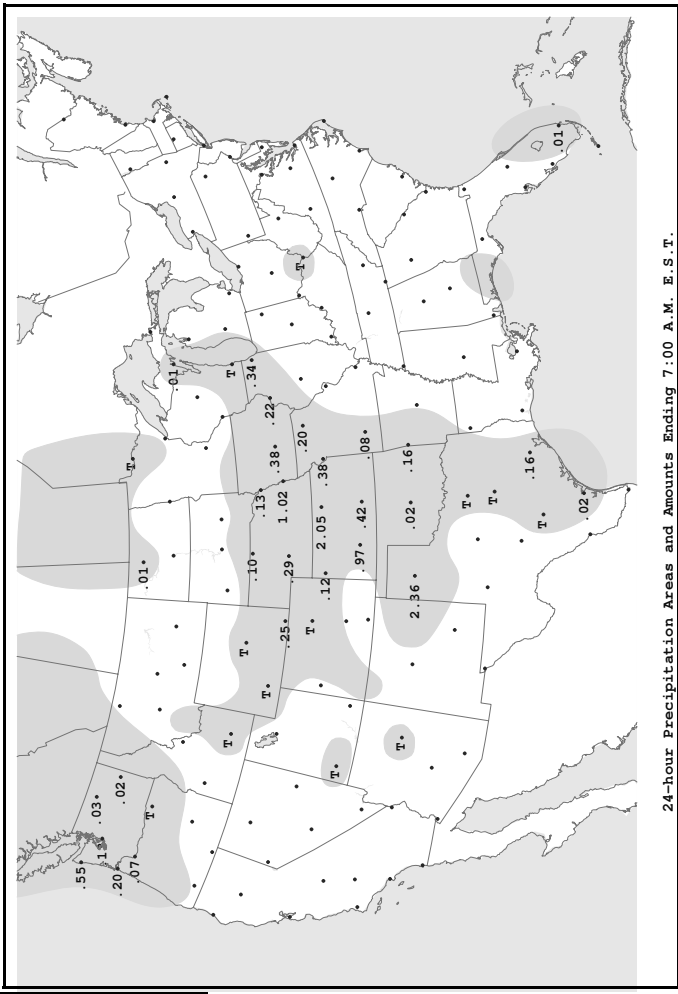 .55
.03
.20
.02
T
.07
.01
T
.01
T
T
T
.34
.10
.13
T
.22
.38
1.02
.25
.29
T
.20
T
2.05
.38
.12
T
.97
.42
.08
T
.16
.02
2.36
T
T
.16
T
.01
.02
24-hour Precipitation Areas and Amounts Ending 7:00 A.M. E.S.T.